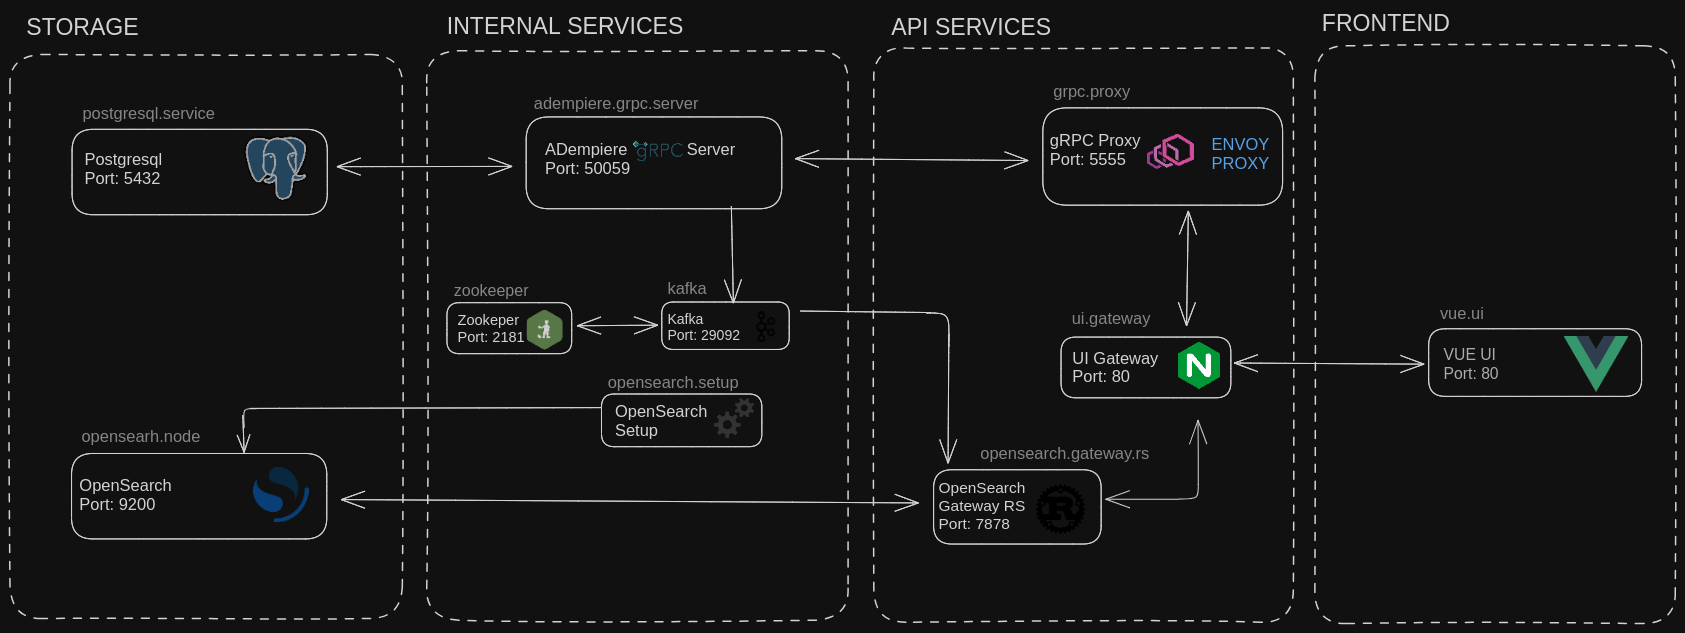 STORAGE
INTERNAL SERVICES
API SERVICES
FRONTEND
postgresql.service
Postgresql
Port: 5432
opensearh.node
OpenSearch
Port: 9200
adempiere.grpc.server
ADempiere gRPC Server
Port: 50059
zookeeper
Zookeper
Port: 2181
kafka
Kafka
Port: 29092
opensearch.setup
OpenSearch
Setup
grpc.proxy
gRPC Proxy
Port: 5555
ENVOY
PROXY
ui.gateway
UI Gateway
Port: 80
N
opensearch.gateway.rs
OpenSearch
Gateway RS
Port: 7878
R
vue.ui
VUE UI
Port: 80